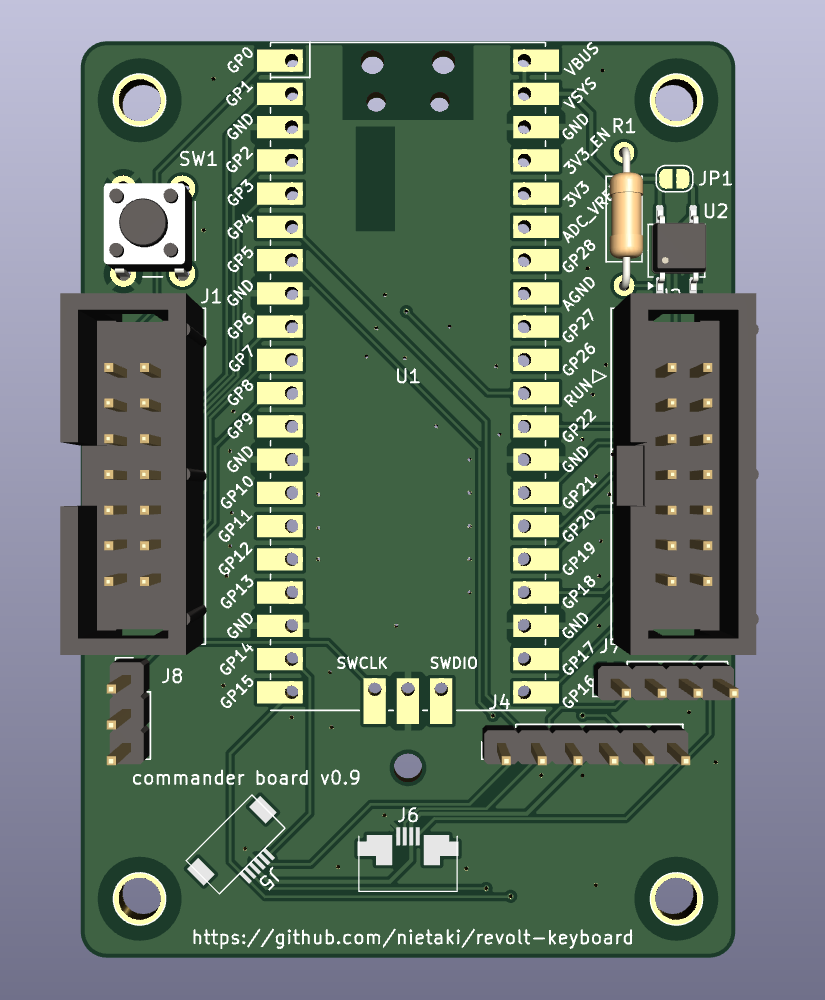 GP0
GP1
GND
GP2
GP3
GP4
GP5
GND
GP6
GP7
GP8
GP9
GND
GP10
GP11
GP12
GP13
GND
GP14
GP15
VBUS
VSYS
GND
3V3_EN
3V3
GP28
AGND
GP27
GP26
RUN
GP22
GND
GP21
GP20
GP19
GP18
GND
GP17
GP16
SW1
R1
JP1
U2
J1
U1
SWCLK
SWDIO
J8
J4
commander board v0.9
J6
J5
https://github.com/nietaki/revolt-keyboard